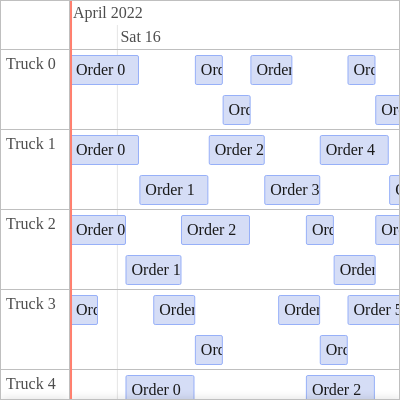 April 2022
Sat 16
Truck 0
Order 0
Ord
Order
Ord
Ord
Or
Truck 1
Order 0
Order 2
Order 4
Order 1
Order 3
Truck 2
Order 0
Order 2
Ord
Or
Order 1
Order
Truck 3
Ord
Order
Order
Order 5
Ord
Ord
Truck 4
Order 0
Order 2